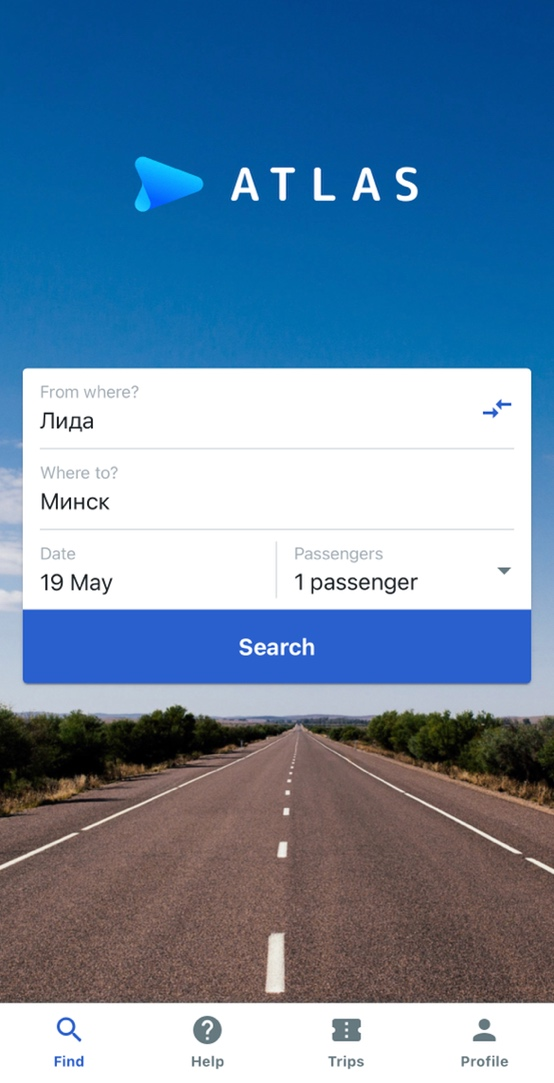 ATLAS
From where?
Лида
Where to?
Минск
Date
Passengers
19 May
1 passenger
Search
Find
Help
Trips
Profile